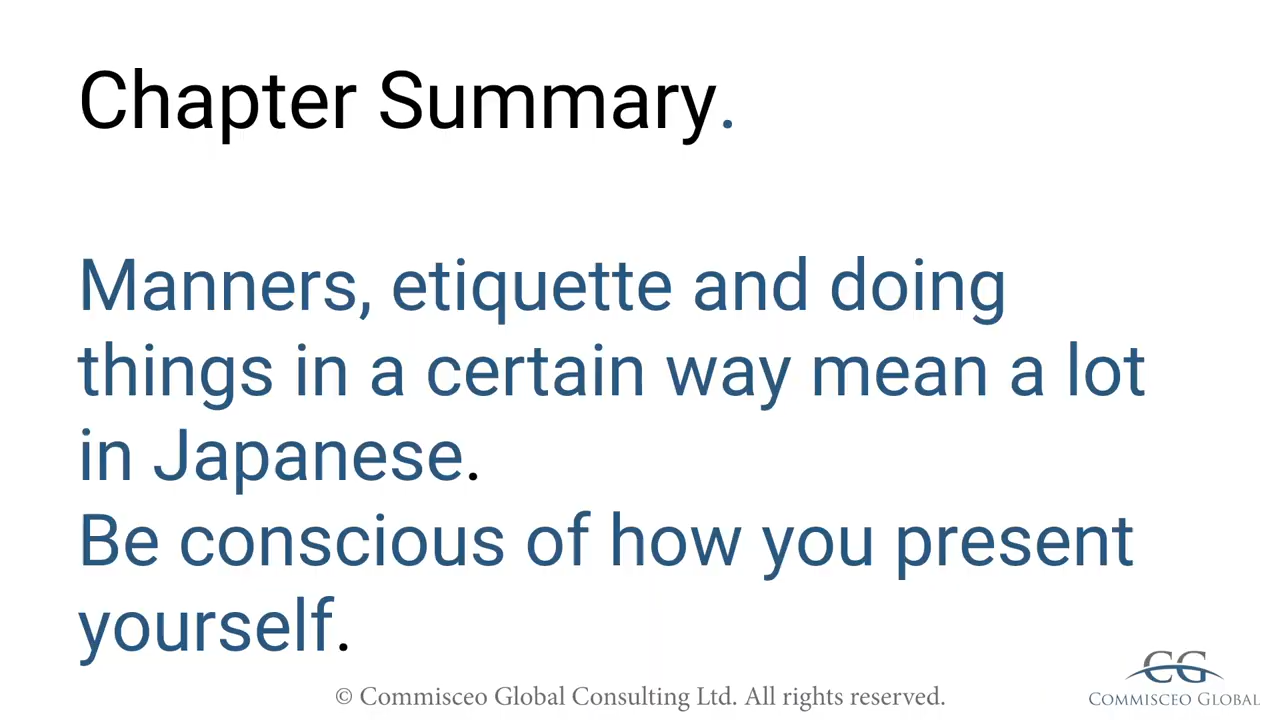 Chapter Summary.
Manners, etiquette and doing
things in a certain way mean a lot
in Japanese.
Be conscious of how you present
yourself.
© Commisceo Global Consulting Ltd. All rights reserved.
CG
COMMISCEO GLOBAL